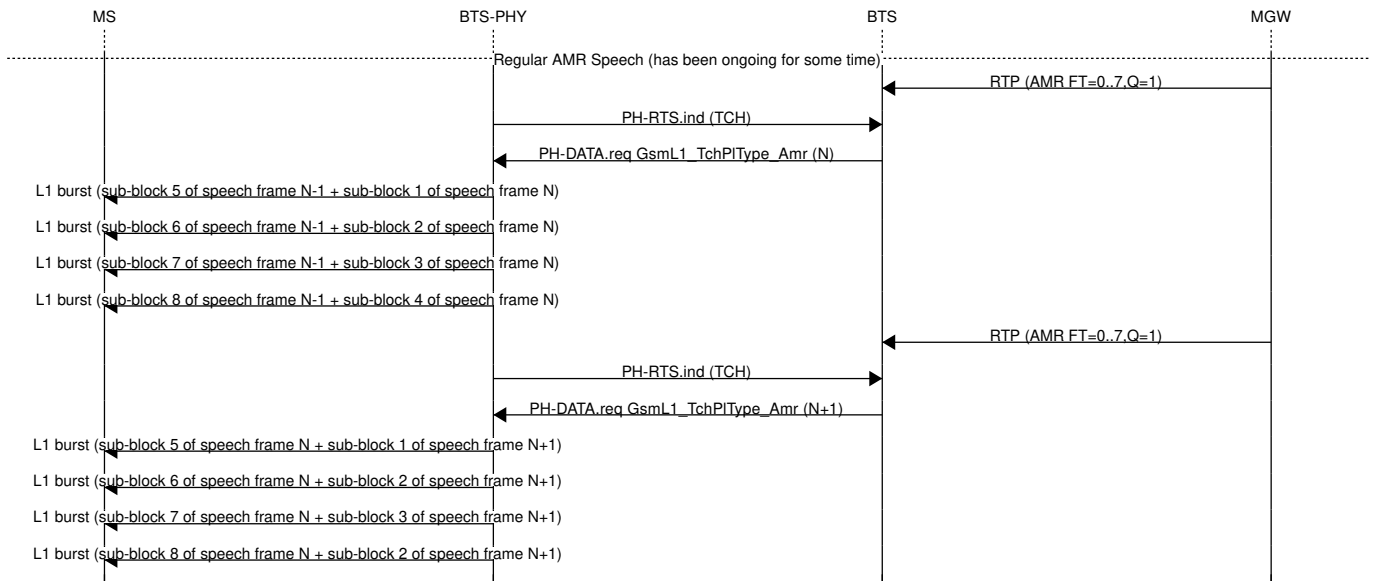 MS BTS-PHY BTS MGW
Regular AMR Speech (has been ongoing for some time)
RTP (AMR FT=0..7,Q=1)
PH-RTS.ind (TCH)
PH-DATA.req GsmL1_TchPlType_Amr (N)
L1 burst (sub-block 5 of speech frame N-1 + sub-block 1 of speech frame N)
L1 burst (sub-block 6 of speech frame N-1 + sub-block 2 of speech frame N)
L1 burst (sub-block 7 of speech frame N-1 + sub-block 3 of speech frame N)
L1 burst (sub-block 8 of speech frame N-1 + sub-block 4 of speech frame N)
RTP (AMR FT=0..7,Q=1)
PH-RTS.ind (TCH)
PH-DATA.req GsmL1_TchPlType_Amr (N+1)
L1 burst (sub-block 5 of speech frame N + sub-block 1 of speech frame N+1)
L1 burst (sub-block 6 of speech frame N + sub-block 2 of speech frame N+1)
L1 burst (sub-block 7 of speech frame N + sub-block 3 of speech frame N+1)
L1 burst (sub-block 8 of speech frame N + sub-block 2 of speech frame N+1)